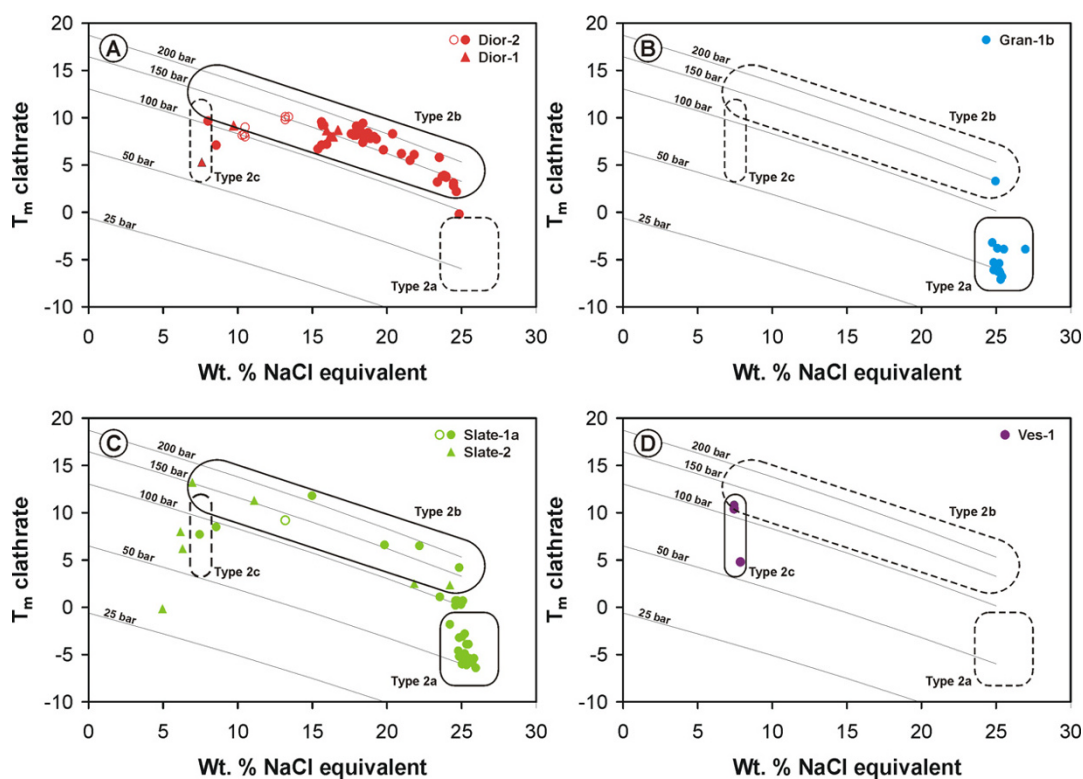 20
15
10
5
0
-5
-10
T_m clathrate
A
200 bar
150 bar
100 bar
50 bar
25 bar
Dior-2
Dior-1
Type 2b
Type 2c
Type 2a
0 5 10 15 20 25 30
Wt. % NaCl equivalent
20
15
10
5
0
-5
-10
T_m clathrate
B
200 bar
150 bar
100 bar
50 bar
25 bar
Gran-1b
Type 2b
Type 2c
Type 2a
0 5 10 15 20 25 30
Wt. % NaCl equivalent
20
15
10
5
0
-5
-10
T_m clathrate
C
200 bar
150 bar
100 bar
50 bar
25 bar
Slate-1a
Slate-2
Type 2b
Type 2c
Type 2a
0 5 10 15 20 25 30
Wt. % NaCl equivalent
20
15
10
5
0
-5
-10
T_m clathrate
D
200 bar
150 bar
100 bar
50 bar
25 bar
Ves-1
Type 2b
Type 2c
Type 2a
0 5 10 15 20 25 30
Wt. % NaCl equivalent